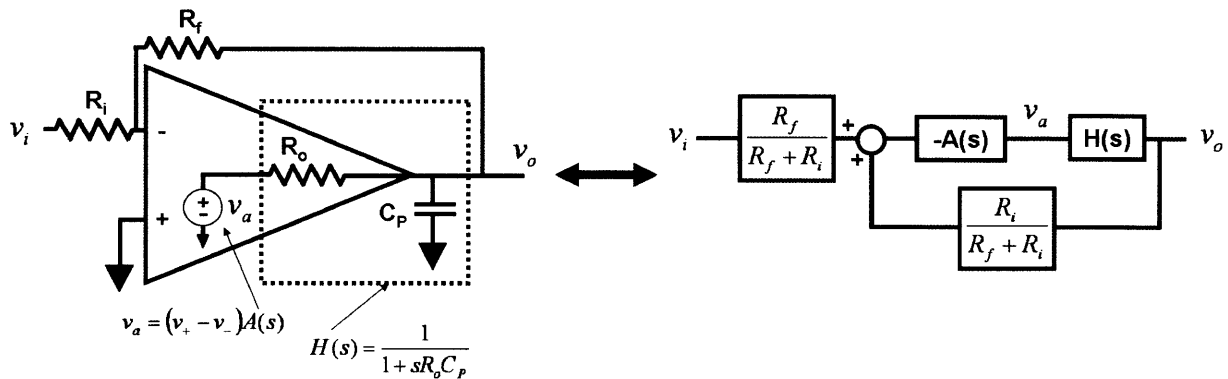 R_f
R_i
v_i
-
R_o
v_o
+
-
v_a
C_P
+
v_a = (v_+ - v_-)A(s)
H(s) = 1 / (1 + sR_oC_P)
v_i
R_f / (R_f + R_i)
+
+
-A(s)
v_a
H(s)
v_o
R_i / (R_f + R_i)